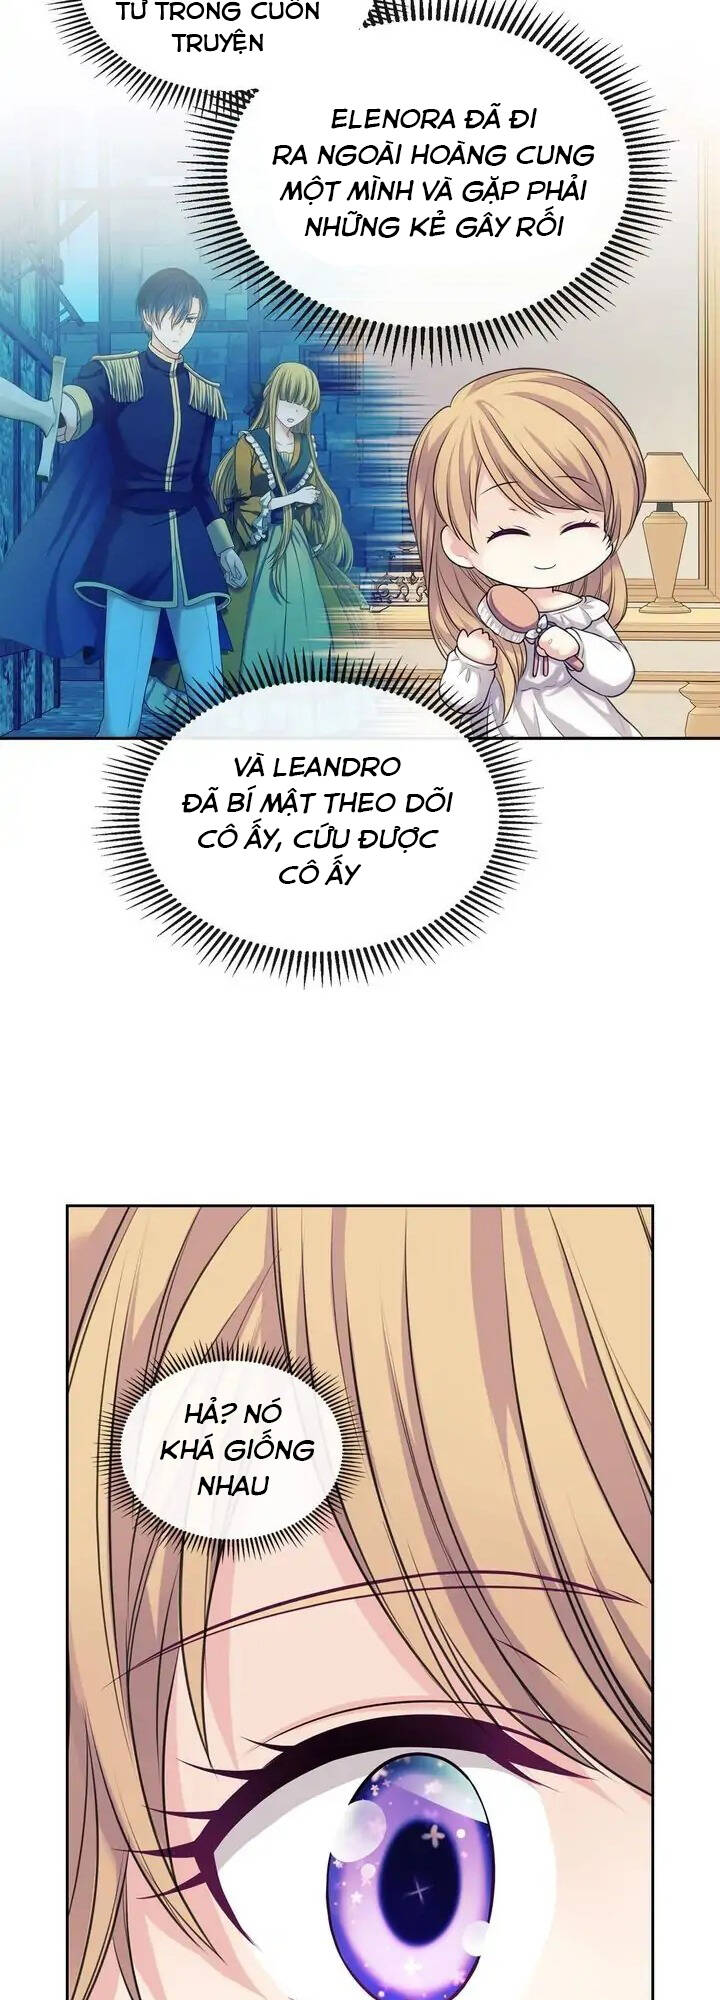 TỪ TRONG CUỐN
TRUYỆN
ELENORA ĐÃ ĐI
RA NGOÀI HOÀNG CUNG
MỘT MÌNH VÀ GẶP PHẢI
NHỮNG KẺ GÂY RỐI
VÀ LEANDRO
ĐÃ BÍ MẬT THEO DÕI
CÔ ẤY, CỨU ĐƯỢC
CÔ ẤY
HẢ? NÓ
KHÁ GIỐNG
NHAU